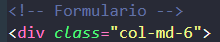 <!-- Formulario -->
<div class="col-md-6">